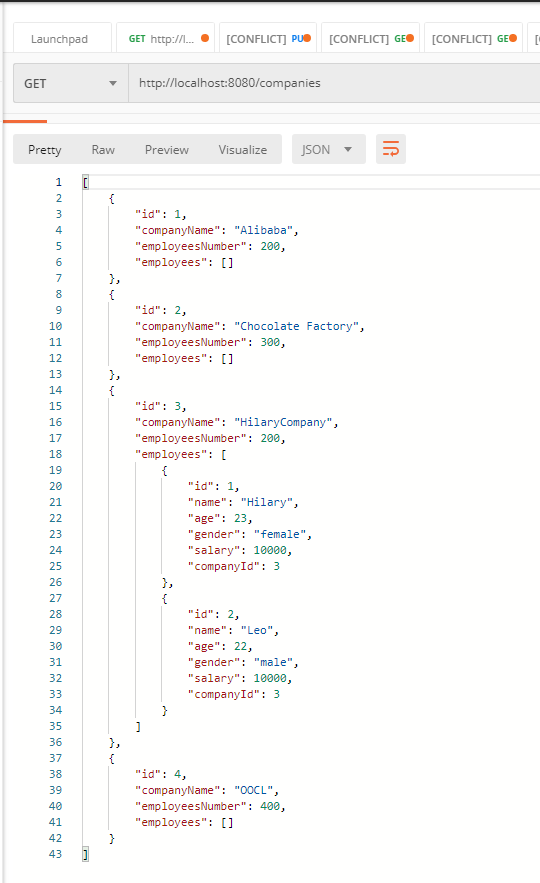 Launchpad GET http://l... [CONFLICT] PU [CONFLICT] GE [CONFLICT] GE [
GET http://localhost:8080/companies
Pretty Raw Preview Visualize JSON
1 [
2 {
3 "id": 1,
4 "companyName": "Alibaba",
5 "employeesNumber": 200,
6 "employees": []
7 },
8 {
9 "id": 2,
10 "companyName": "Chocolate Factory",
11 "employeesNumber": 300,
12 "employees": []
13 },
14 {
15 "id": 3,
16 "companyName": "HilaryCompany",
17 "employeesNumber": 200,
18 "employees": [
19 {
20 "id": 1,
21 "name": "Hilary",
22 "age": 23,
23 "gender": "female",
24 "salary": 10000,
25 "companyId": 3
26 },
27 {
28 "id": 2,
29 "name": "Leo",
30 "age": 22,
31 "gender": "male",
32 "salary": 10000,
33 "companyId": 3
34 }
35 ]
36 },
37 {
38 "id": 4,
39 "companyName": "OOCL",
40 "employeesNumber": 400,
41 "employees": []
42 }
43 ]